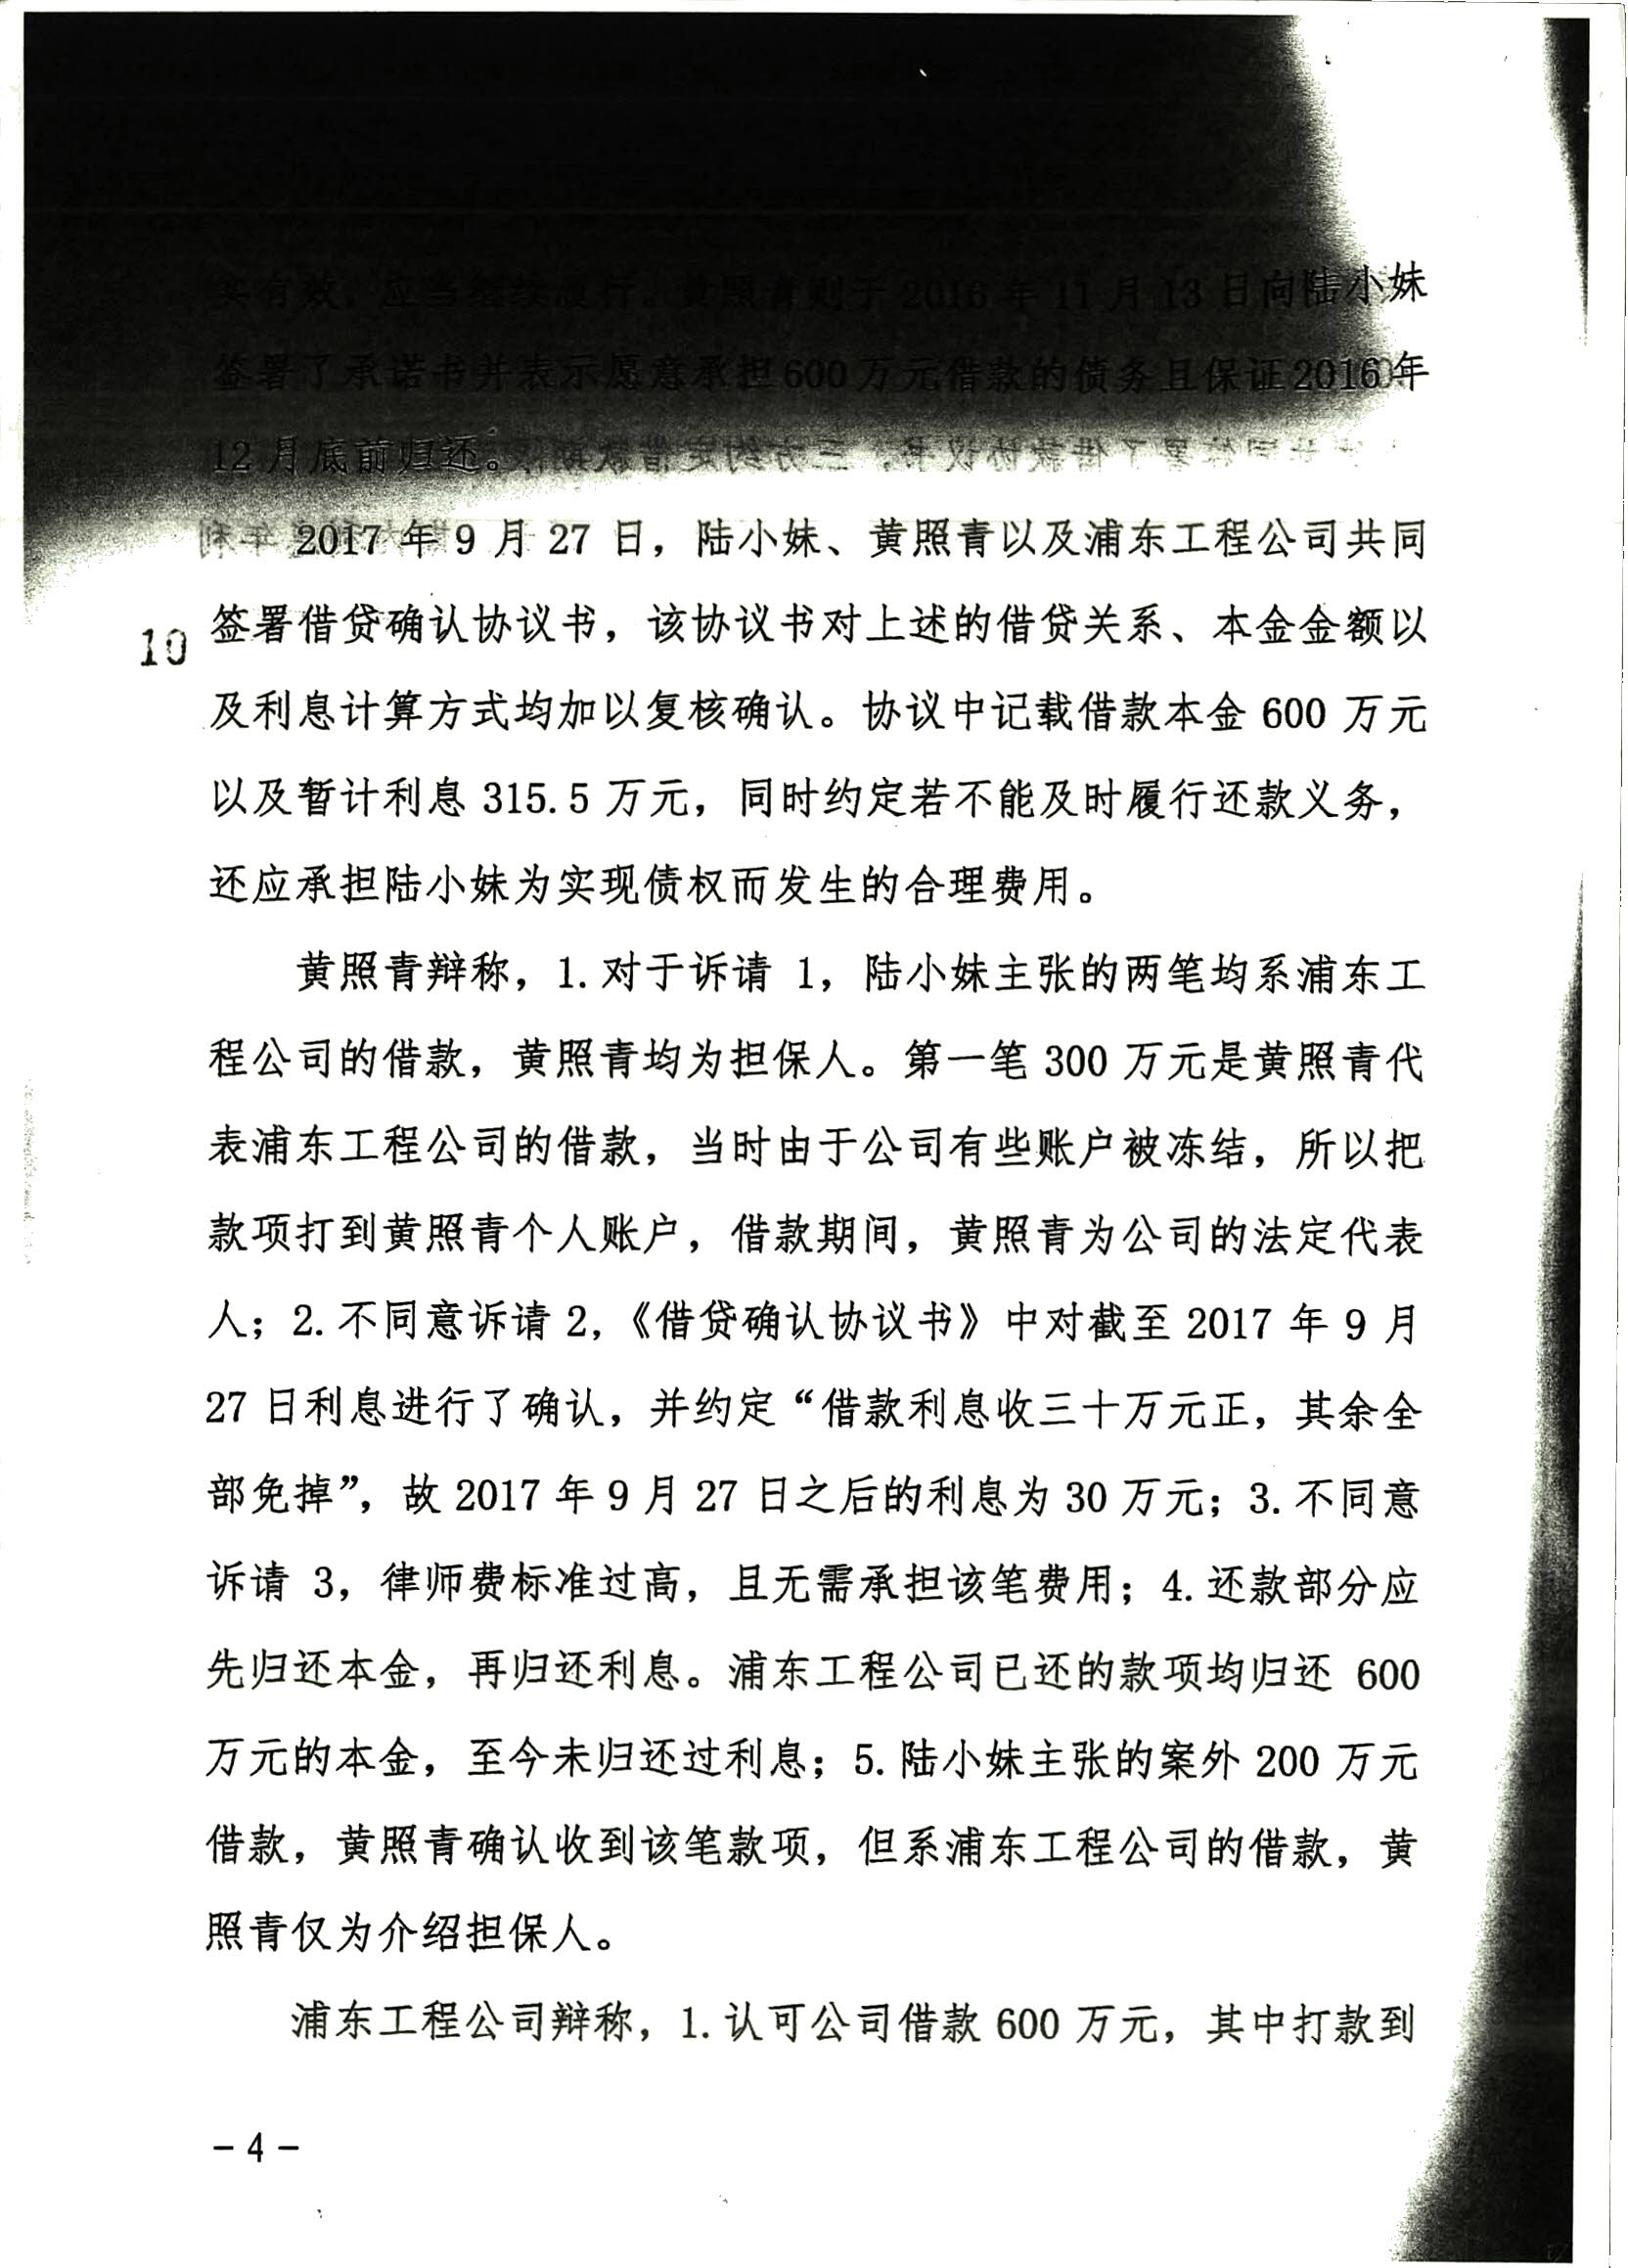 实有效，应当继续履行。黄照青则于 2016 年 11 月 13 日向陆小妹
签署了承诺书并表示愿意承担 600 万元借款的债务且保证 2016 年
12 月底前归还。
2017 年 9 月 27 日，陆小妹、黄照青以及浦东工程公司共同
签署借贷确认协议书，该协议书对上述的借贷关系、本金金额以
10
及利息计算方式均加以复核确认。协议中记载借款本金 600 万元
以及暂计利息 315.5 万元，同时约定若不能及时履行还款义务，
还应承担陆小妹为实现债权而发生的合理费用。
黄照青辩称，1.对于诉请 1，陆小妹主张的两笔均系浦东工
程公司的借款，黄照青均为担保人。第一笔 300 万元是黄照青代
表浦东工程公司的借款，当时由于公司有些账户被冻结，所以把
款项打到黄照青个人账户，借款期间，黄照青为公司的法定代表
人；2.不同意诉请 2，《借贷确认协议书》中对截至 2017 年 9 月
27 日利息进行了确认，并约定“借款利息收三十万元正，其余全
部免掉”，故 2017 年 9 月 27 日之后的利息为 30 万元；3.不同意
诉请 3，律师费标准过高，且无需承担该笔费用；4.还款部分应
先归还本金，再归还利息。浦东工程公司已还的款项均归还 600
万元的本金，至今未归还过利息；5.陆小妹主张的案外 200 万元
借款，黄照青确认收到该笔款项，但系浦东工程公司的借款，黄
照青仅为介绍担保人。
浦东工程公司辩称，1.认可公司借款 600 万元，其中打款到
－4－